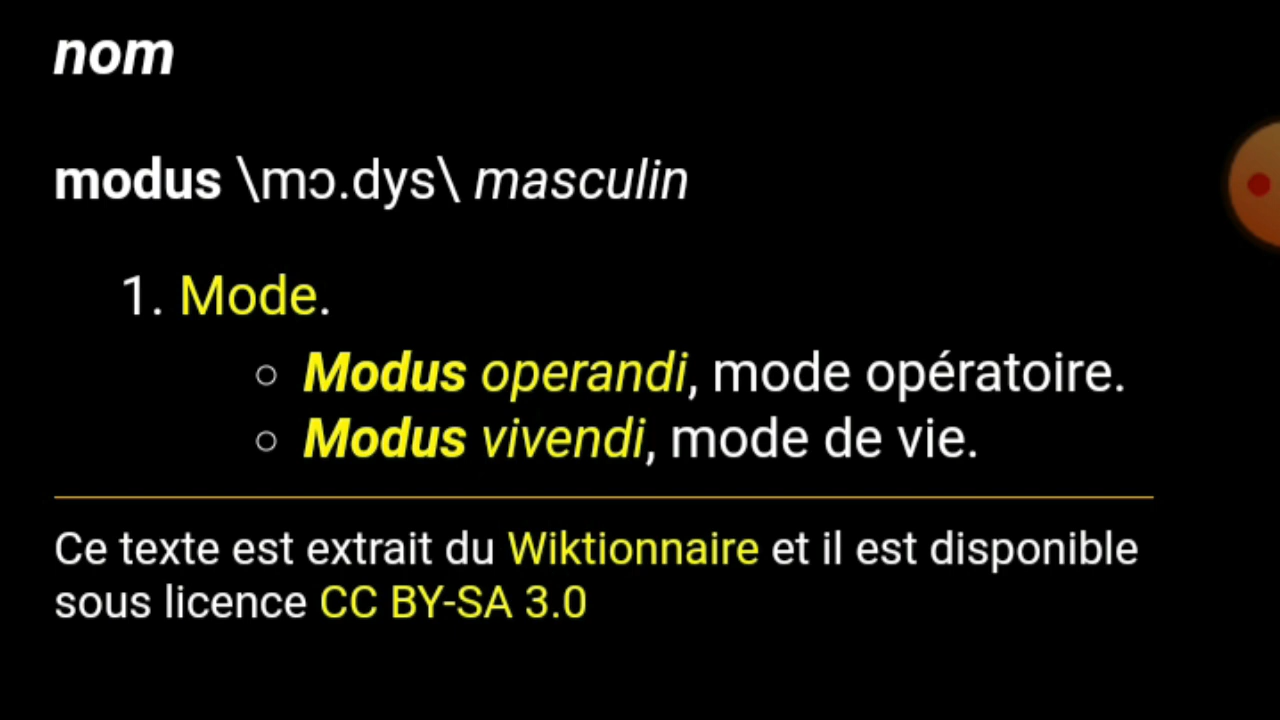 nom
modus \mɔ.dys\ masculin
1. Mode.
◦ Modus operandi, mode opératoire.
◦ Modus vivendi, mode de vie.
Ce texte est extrait du Wiktionnaire et il est disponible
sous licence CC BY-SA 3.0